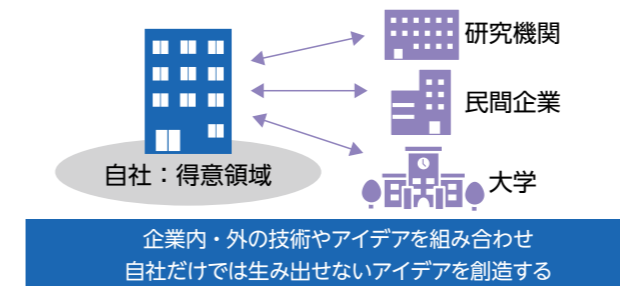 研究機関
民間企業
大学
自社：得意領域
企業内・外の技術やアイデアを組み合わせ
自社だけでは生み出せないアイデアを創造する